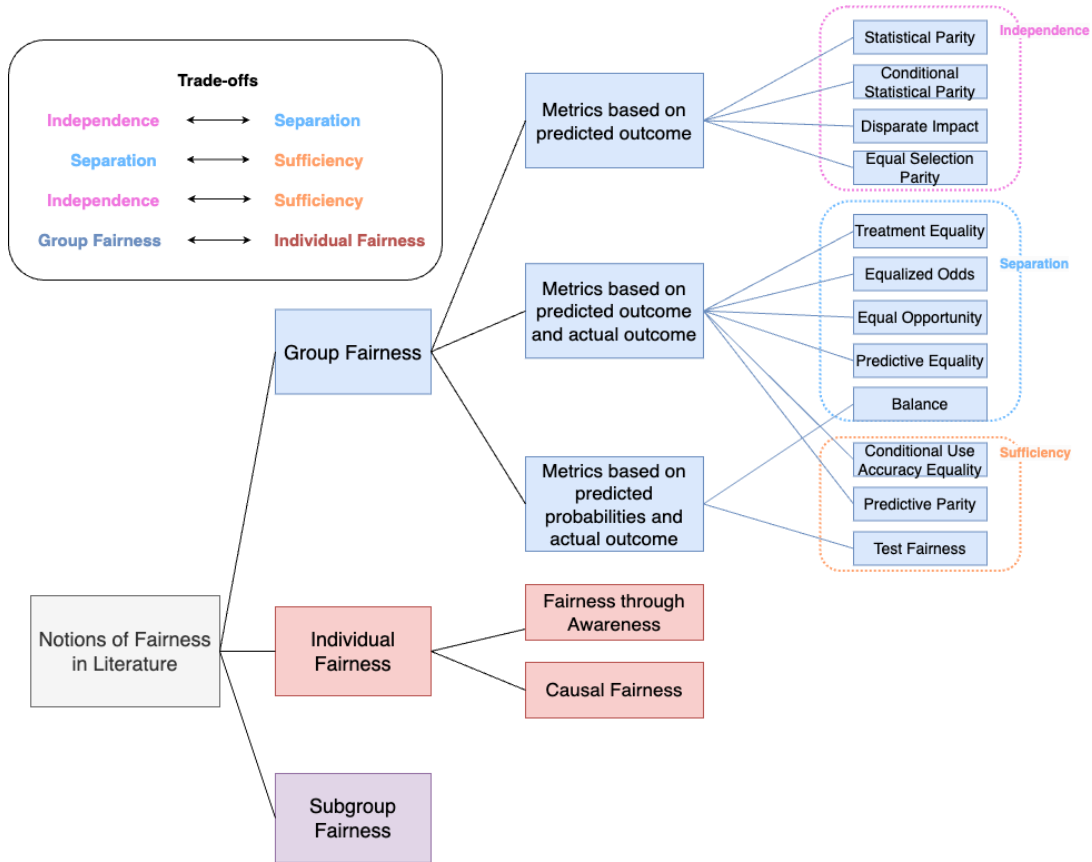 Trade-offs
Independence
Separation
Separation
Sufficiency
Independence
Sufficiency
Group Fairness
Individual Fairness
Notions of Fairness
in Literature
Group Fairness
Individual
Fairness
Subgroup
Fairness
Metrics based on
predicted outcome
Metrics based on
predicted outcome
and actual outcome
Metrics based on
predicted
probabilities and
actual outcome
Fairness through
Awareness
Causal Fairness
Independence
Statistical Parity
Conditional
Statistical Parity
Disparate Impact
Equal Selection
Parity
Separation
Treatment Equality
Equalized Odds
Equal Opportunity
Predictive Equality
Balance
Sufficiency
Conditional Use
Accuracy Equality
Predictive Parity
Test Fairness